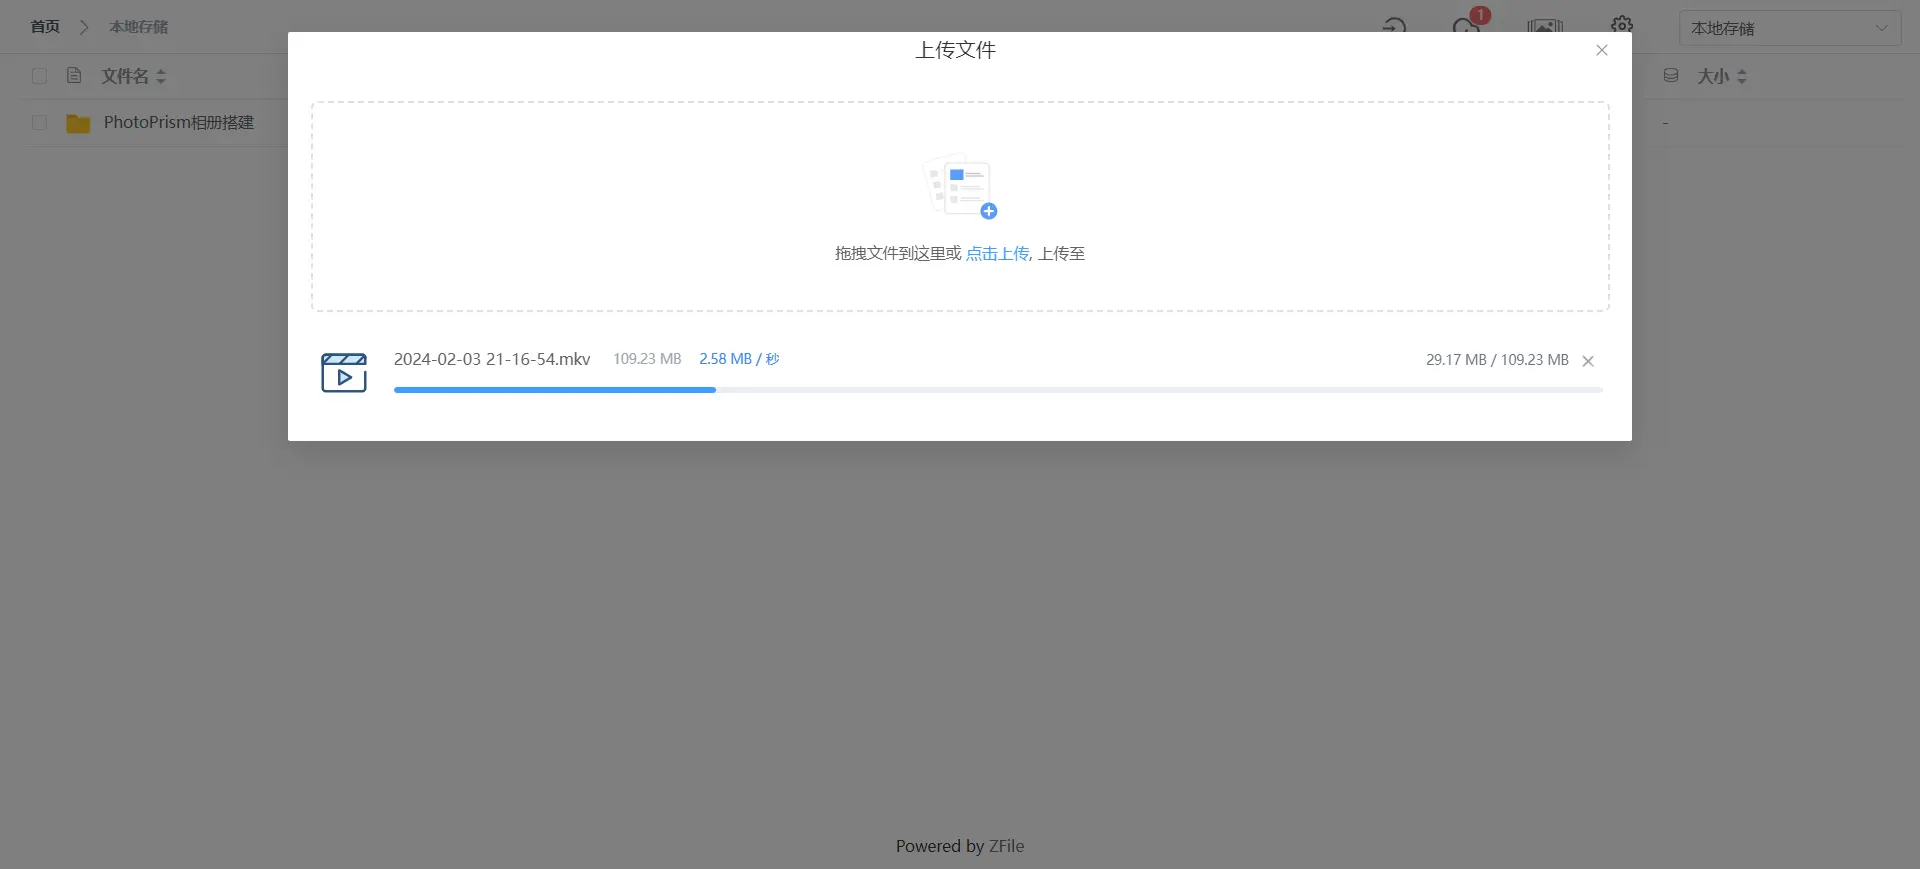 首页 本地存储 1 本地存储
上传文件
文件名 大小
PhotoPrism相册搭建 -
拖拽文件到这里或 点击上传, 上传至
2024-02-03 21-16-54.mkv 109.23 MB 2.58 MB / 秒 29.17 MB / 109.23 MB
Powered by ZFile